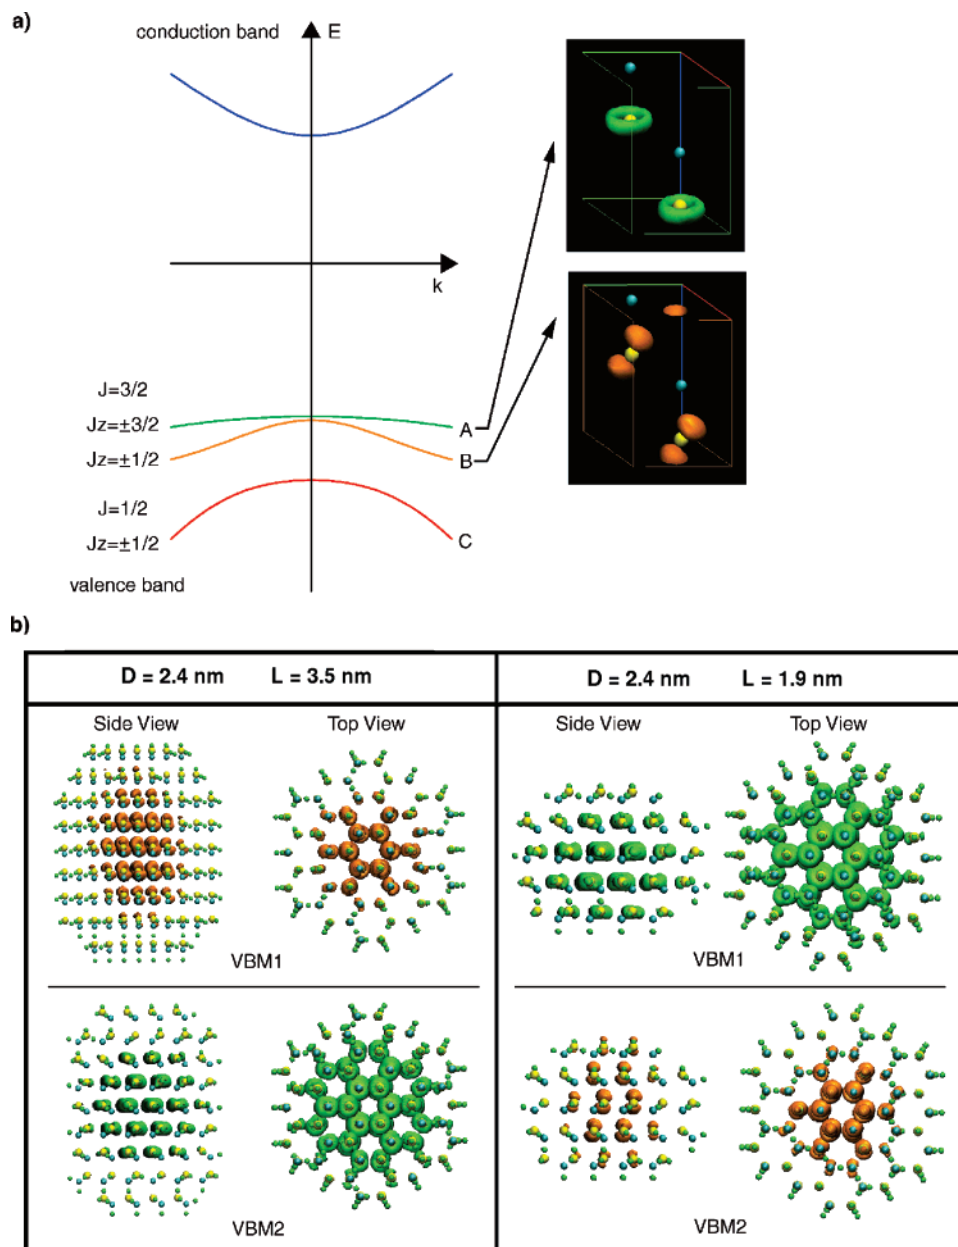 a)
conduction band
E
k
J=3/2
Jz=±3/2
A
Jz=±1/2
B
J=1/2
Jz=±1/2
C
valence band
b)
D = 2.4 nm L = 3.5 nm
D = 2.4 nm L = 1.9 nm
Side View Top View
Side View Top View
VBM1
VBM1
VBM2
VBM2